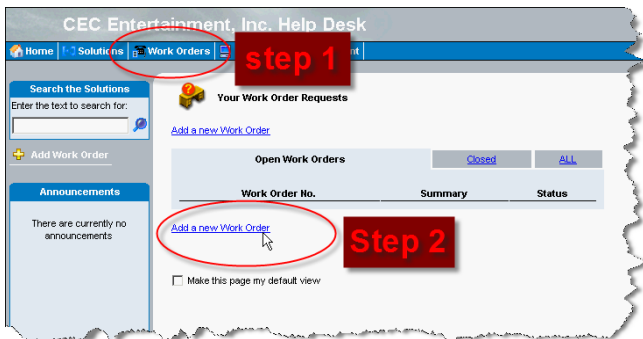 CEC Entertainment, Inc. Help Desk
Home Solutions Work Orders
step 1
Search the Solutions
Enter the text to search for:
Add Work Order
Announcements
There are currently no
announcements
Your Work Order Requests
Add a new Work Order
Open Work Orders Closed ALL
Work Order No. Summary Status
Add a new Work Order
Step 2
Make this page my default view